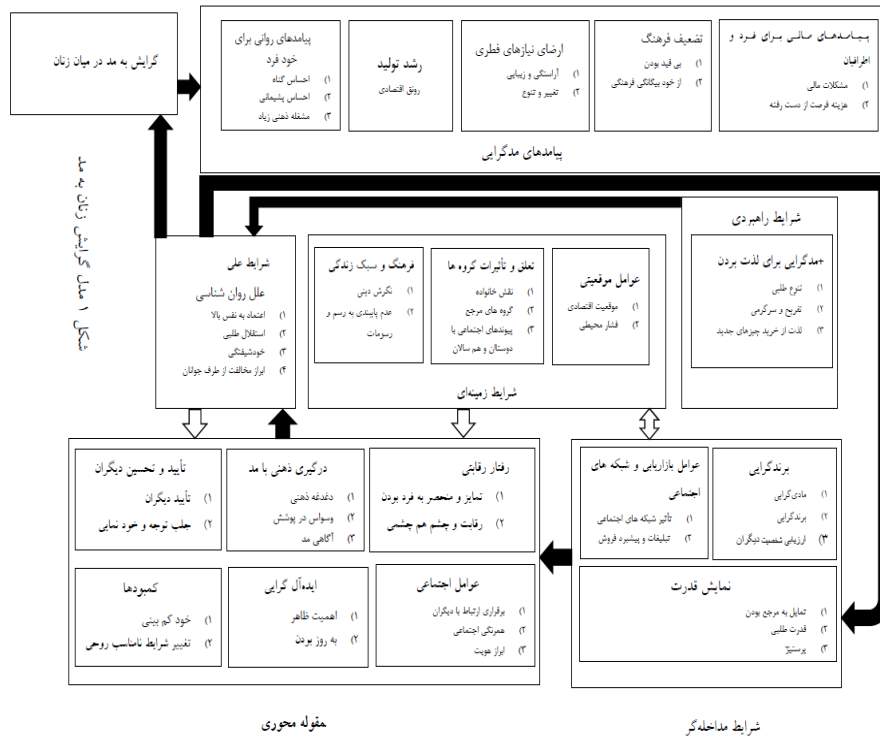 گرایش به مد در میان زنان
پیامدهای مالی برای فرد و
اطرافیان
۱) مشکلات مالی
۲) هزینه فرصت از دست رفته
تضعیف فرهنگ
۱) بی قید بودن
۲) از خود بیگانگی فرهنگی
ارضای نیازهای فطری
۱) آراستگی و زیبایی
۲) تغییر و تنوع
رشد تولید
رونق اقتصادی
پیامدهای روانی برای
خود فرد
۱) احساس گناه
۲) احساس پشیمانی
۳) مشغله ذهنی زیاد
پیامدهای مدگرایی
شرایط راهبردی
+مدگرایی برای لذت بردن
۱) تنوع طلبی
۲) تفریح و سرگرمی
۳) لذت از خرید چیزهای جدید
عوامل موقعیتی
۱) موقعیت اقتصادی
۲) فشار محیطی
تعلق و تأثیرات گروه ها
۱) نقش خانواده
۲) گروه های مرجع
۳) پیوندهای اجتماعی با
دوستان و هم سالان
فرهنگ و سبک زندگی
۱) نگرش دینی
۲) عدم پایبندی به رسم و
رسومات
شرایط زمینه‌ای
شرایط علی
علل روان شناسی
۱) اعتماد به نفس بالا
۲) استقلال طلبی
۳) خودشیفتگی
۴) ابراز مخالفت از طرف جوانان
برندگرایی
۱) مادی‌گرایی
۲) برندگرایی
۳) ارزیابی شخصیت دیگران
عوامل بازاریابی و شبکه های
اجتماعی
۱) تأثیر شبکه های اجتماعی
۲) تبلیغات و پیشبرد فروش
نمایش قدرت
۱) تمایل به مرجع بودن
۲) قدرت طلبی
۳) پرستیژ
شرایط مداخله‌گر
رفتار رقابتی
۱) تمایز و منحصر به فرد بودن
۲) رقابت و چشم هم چشمی
درگیری ذهنی با مد
۱) دغدغه ذهنی
۲) وسواس در پوشش
۳) آگاهی مد
تأیید و تحسین دیگران
۱) تأیید دیگران
۲) جلب توجه و خود نمایی
عوامل اجتماعی
۱) برقراری ارتباط با دیگران
۲) همرنگی اجتماعی
۳) ابراز هویت
ایده‌آل گرایی
۱) اهمیت ظاهر
۲) به روز بودن
کمبودها
۱) خود کم بینی
۲) تغییر شرایط نامناسب روحی
مقوله محوری
شکل ۱ مدل گرایش زنان به مد